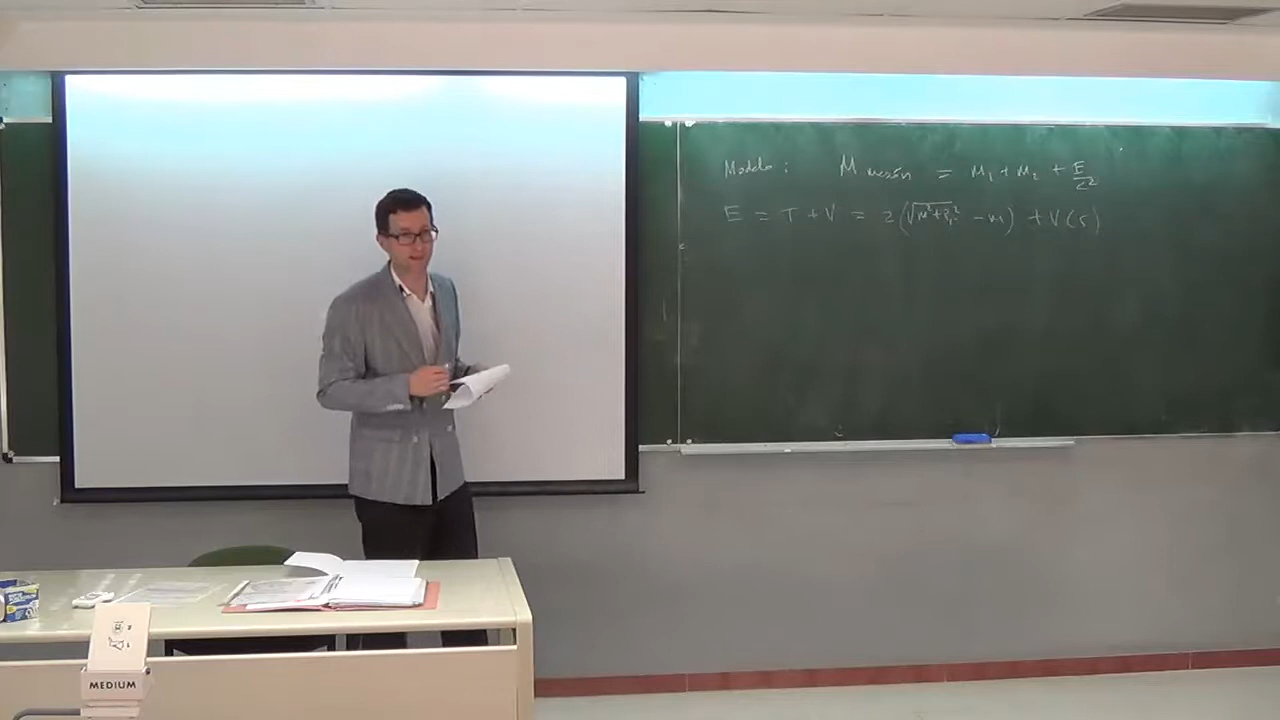 Modelo : M mesón = M₁ + M₂ + E/c²
E = T + V = 2(√m²+p² - m) + V(r)
MEDIUM